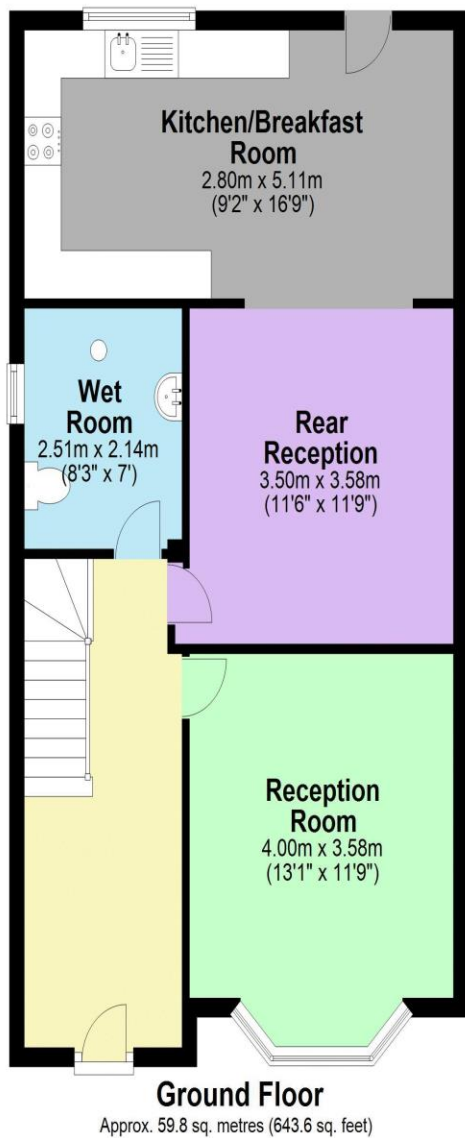 Kitchen/Breakfast
Room
2.80m x 5.11m
(9'2" x 16'9")
Wet
Room
2.51m x 2.14m
(8'3" x 7')
Rear
Reception
3.50m x 3.58m
(11'6" x 11'9")
Reception
Room
4.00m x 3.58m
(13'1" x 11'9")
Ground Floor
Approx. 59.8 sq. metres (643.6 sq. feet)